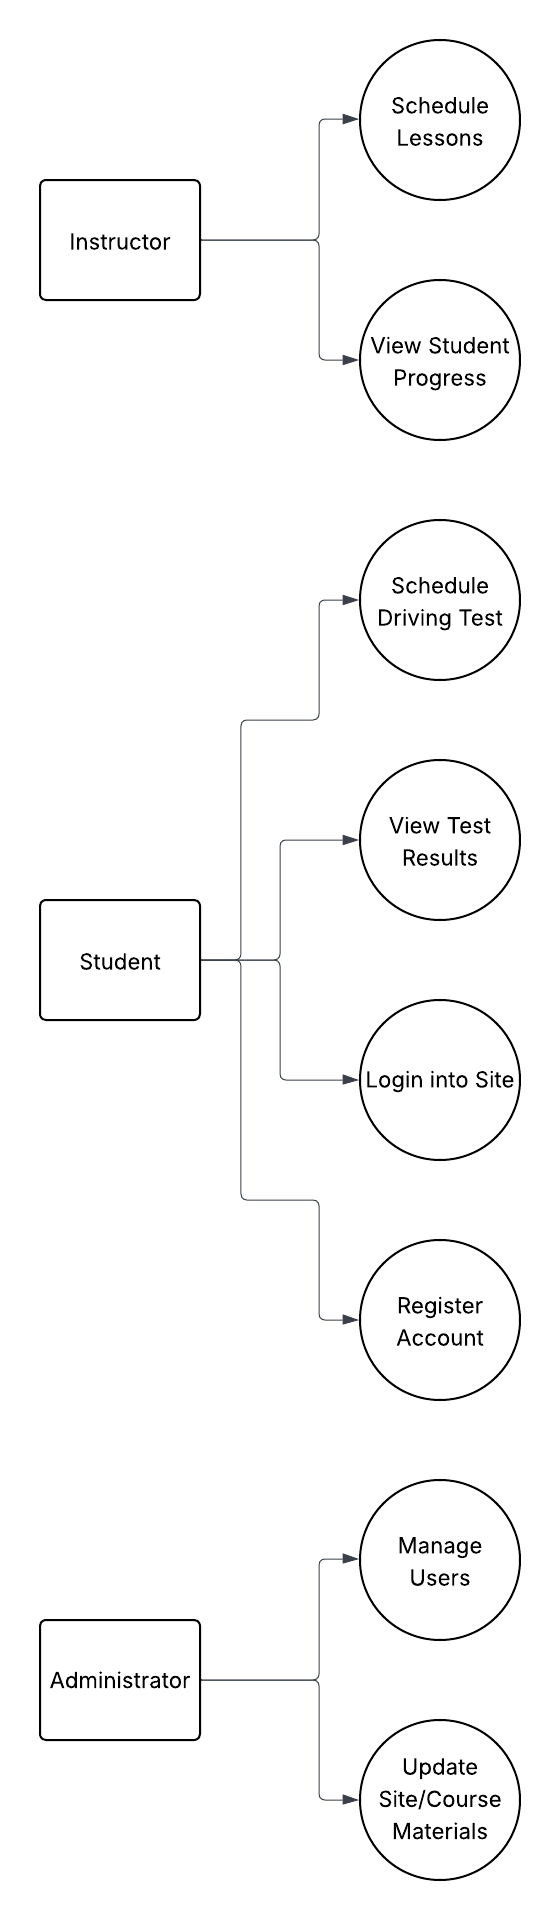 Schedule
Lessons
Instructor
View Student
Progress
Schedule
Driving Test
View Test
Results
Student
Login into Site
Register
Account
Manage
Users
Administrator
Update
Site/Course
Materials